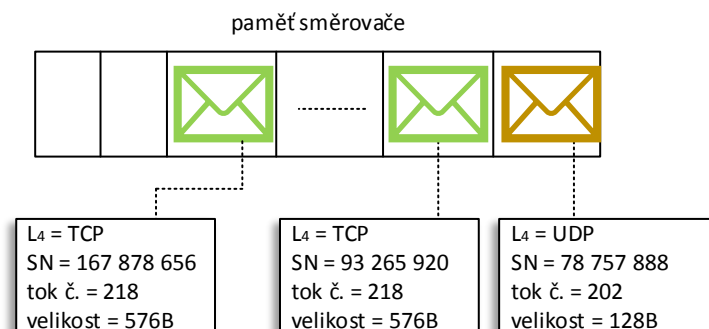 paměť směrovače
L4 = TCP
SN = 167 878 656
tok č. = 218
velikost = 576B
L4 = TCP
SN = 93 265 920
tok č. = 218
velikost = 576B
L4 = UDP
SN = 78 757 888
tok č. = 202
velikost = 128B